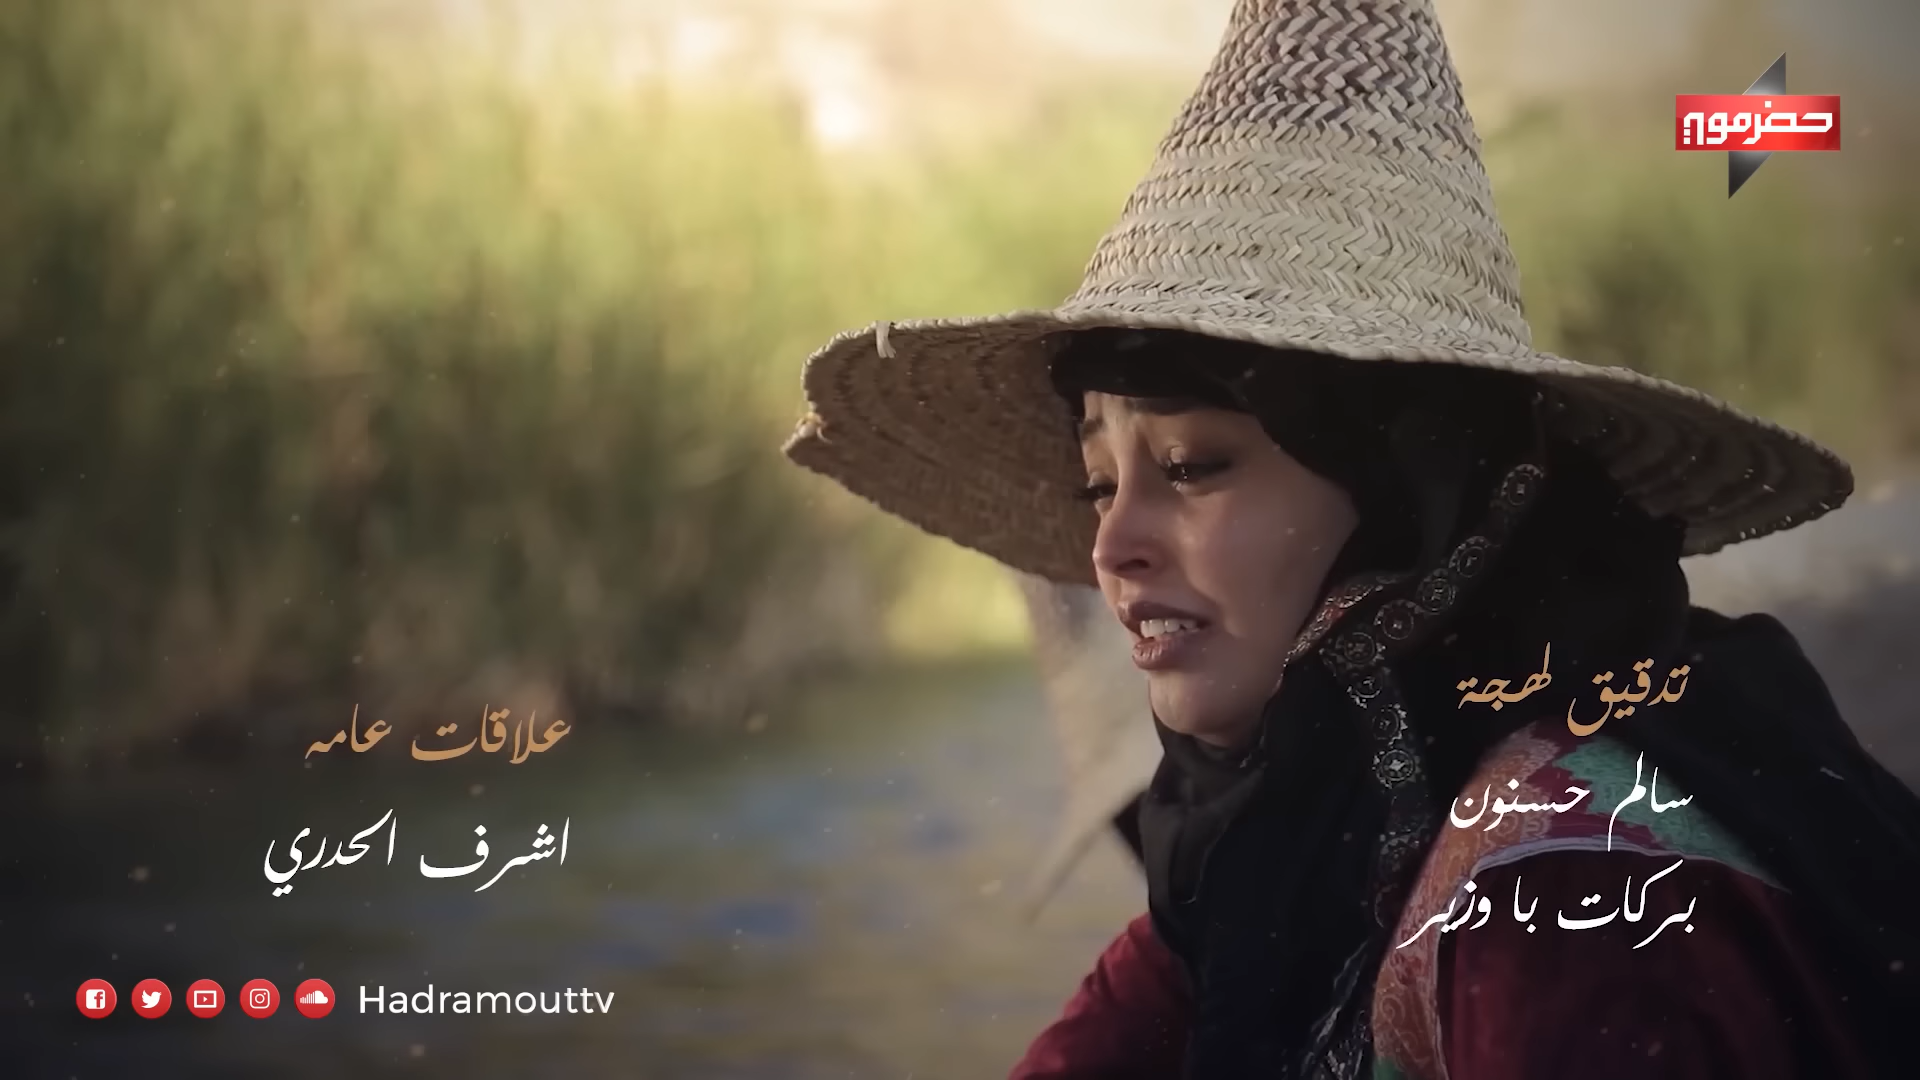 حضرموت
تدقيق لهجة
سالم حسنون
بركات با وزير
علاقات عامه
اشرف الحدري
Hadramouttv